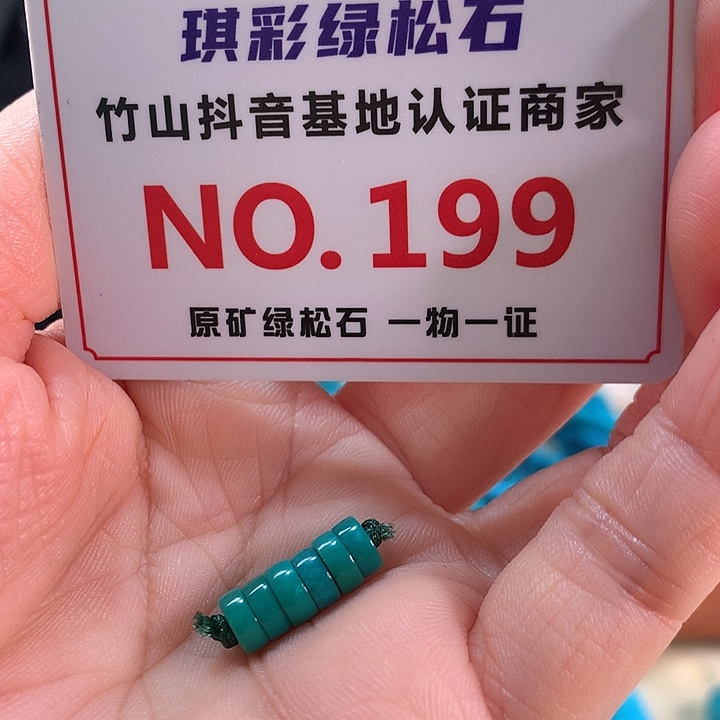 琪彩绿松石
竹山抖音基地认证商家
NO.199
原矿绿松石 一物一证